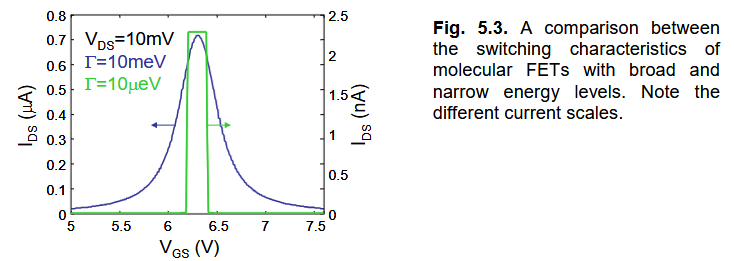 0.8
0.7
0.6
0.5
0.4
0.3
0.2
0.1
0
I_DS (μA)
V_DS=10mV
Γ=10meV
Γ=10μeV
2.5
2
1.5
1
0.5
0
I_DS (nA)
5 5.5 6 6.5 7 7.5
V_GS (V)
Fig. 5.3. A comparison between
the switching characteristics of
molecular FETs with broad and
narrow energy levels. Note the
different current scales.